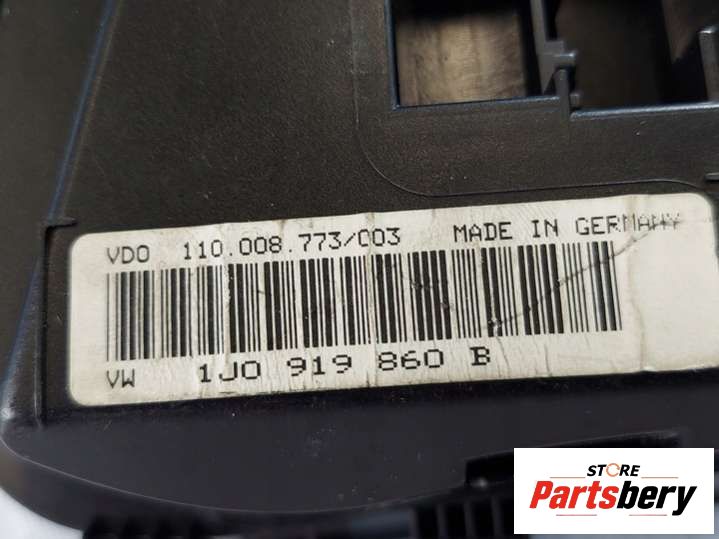 VDO 110.008.773/003 MADE IN GERMANY
VW 1J0 919 860 B
STORE
Partsbery